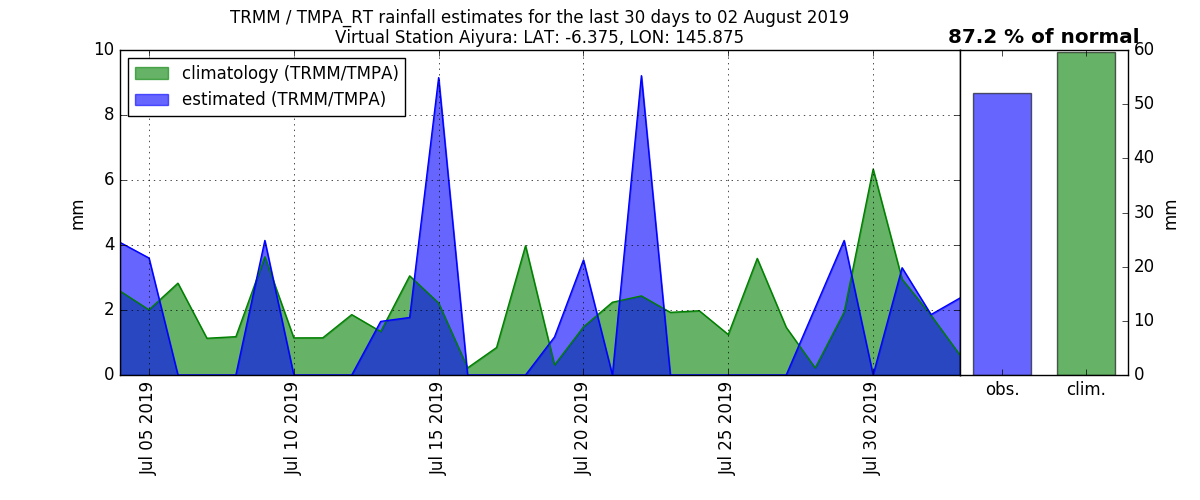 TRMM / TMPA_RT rainfall estimates for the last 30 days to 02 August 2019
Virtual Station Aiyura: LAT: -6.375, LON: 145.875
87.2 % of normal
climatology (TRMM/TMPA)
estimated (TRMM/TMPA)
10
8
6
4
2
0
mm
Jul 05 2019
Jul 10 2019
Jul 15 2019
Jul 20 2019
Jul 25 2019
Jul 30 2019
obs.
clim.
60
50
40
30
20
10
0
mm